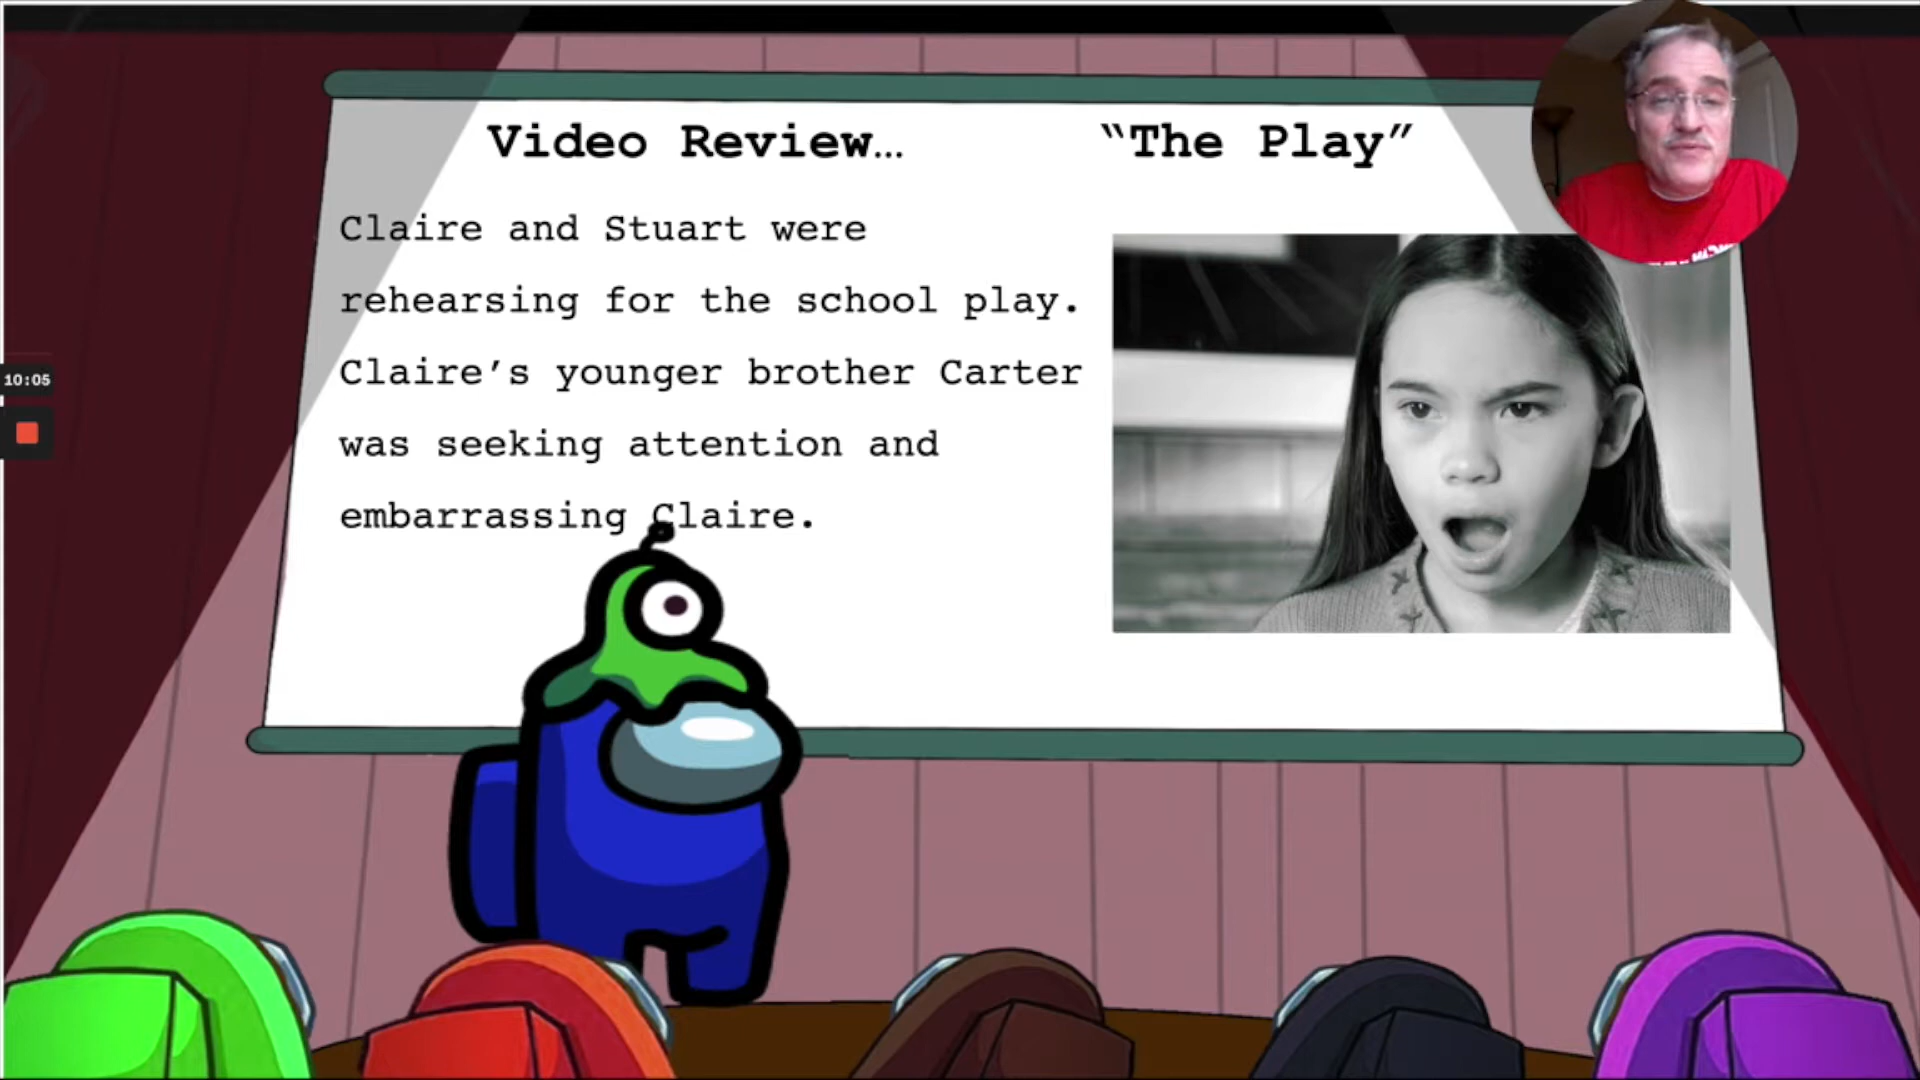 Video Review… “The Play”
Claire and Stuart were
rehearsing for the school play.
Claire’s younger brother Carter
was seeking attention and
embarrassing Claire.
10:05